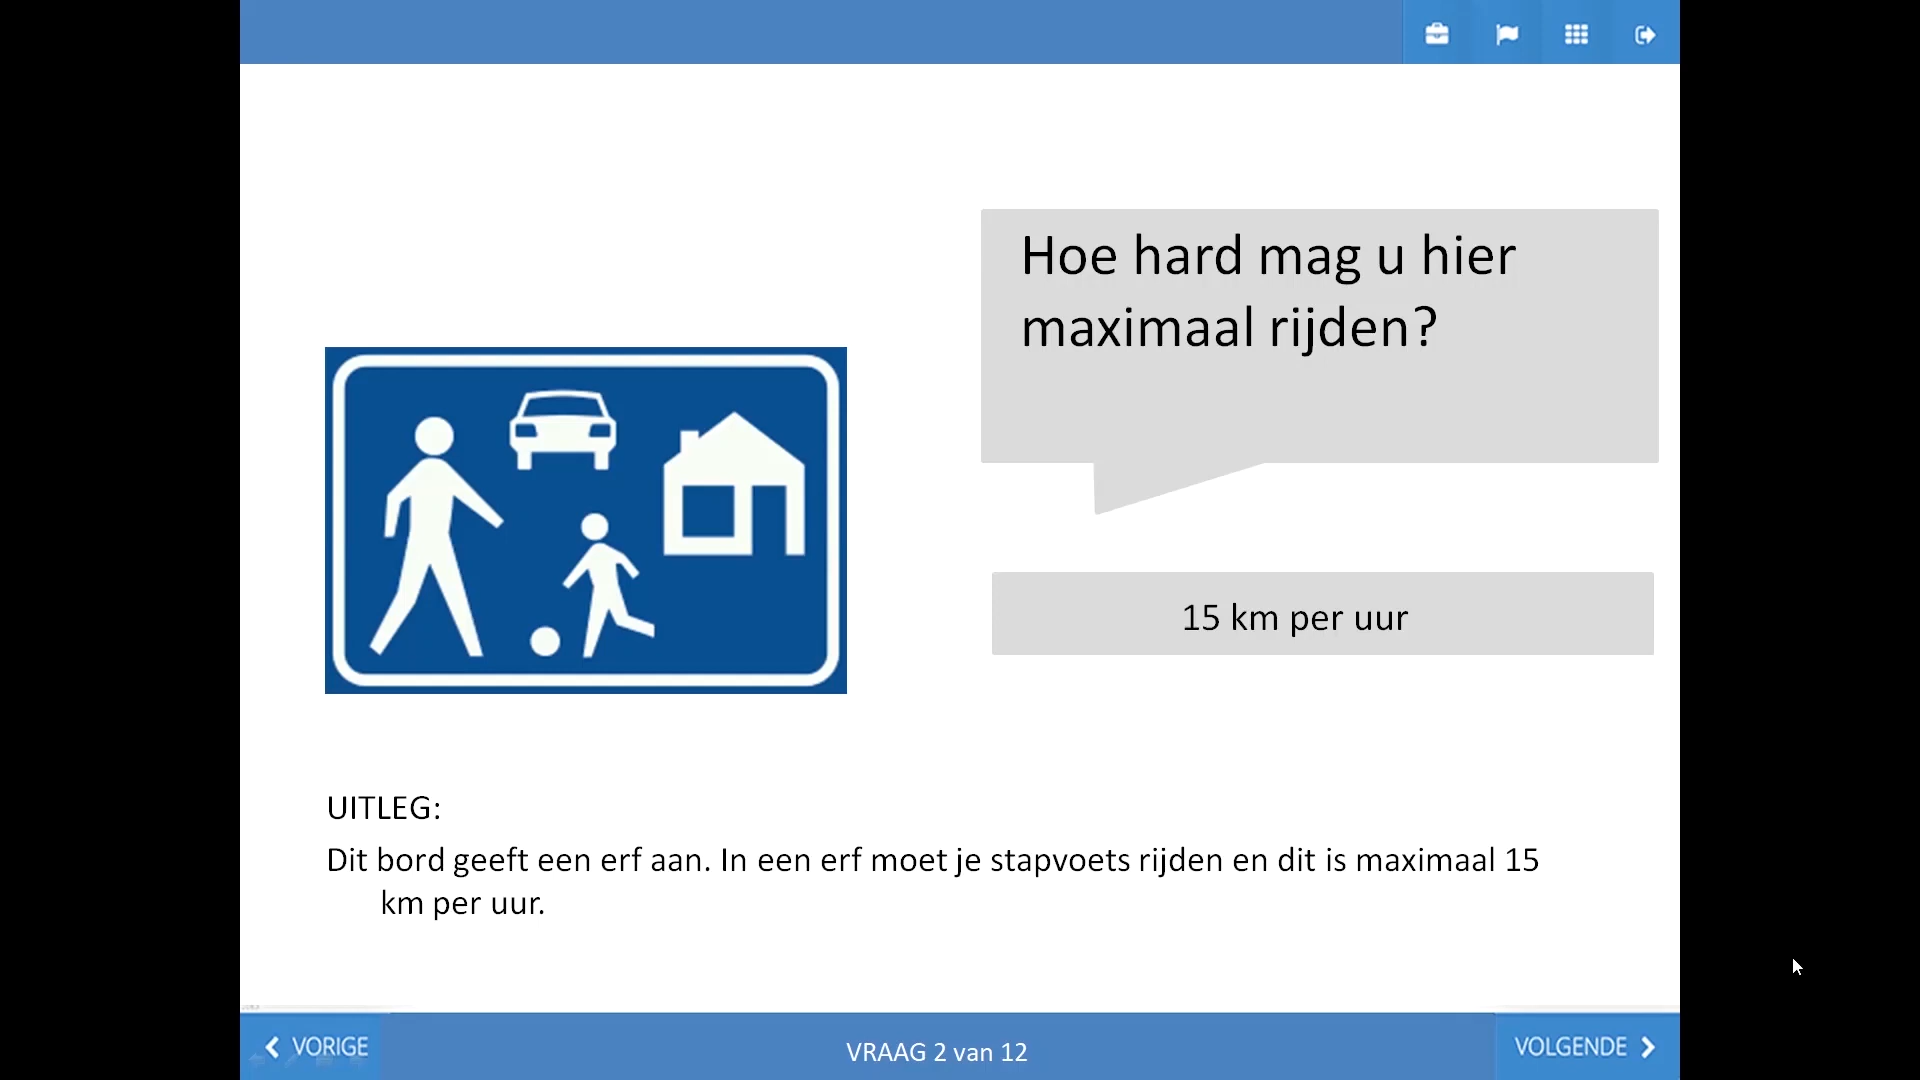 Hoe hard mag u hier
maximaal rijden?
15 km per uur
UITLEG:
Dit bord geeft een erf aan. In een erf moet je stapvoets rijden en dit is maximaal 15
km per uur.
VORIGE
VRAAG 2 van 12
VOLGENDE